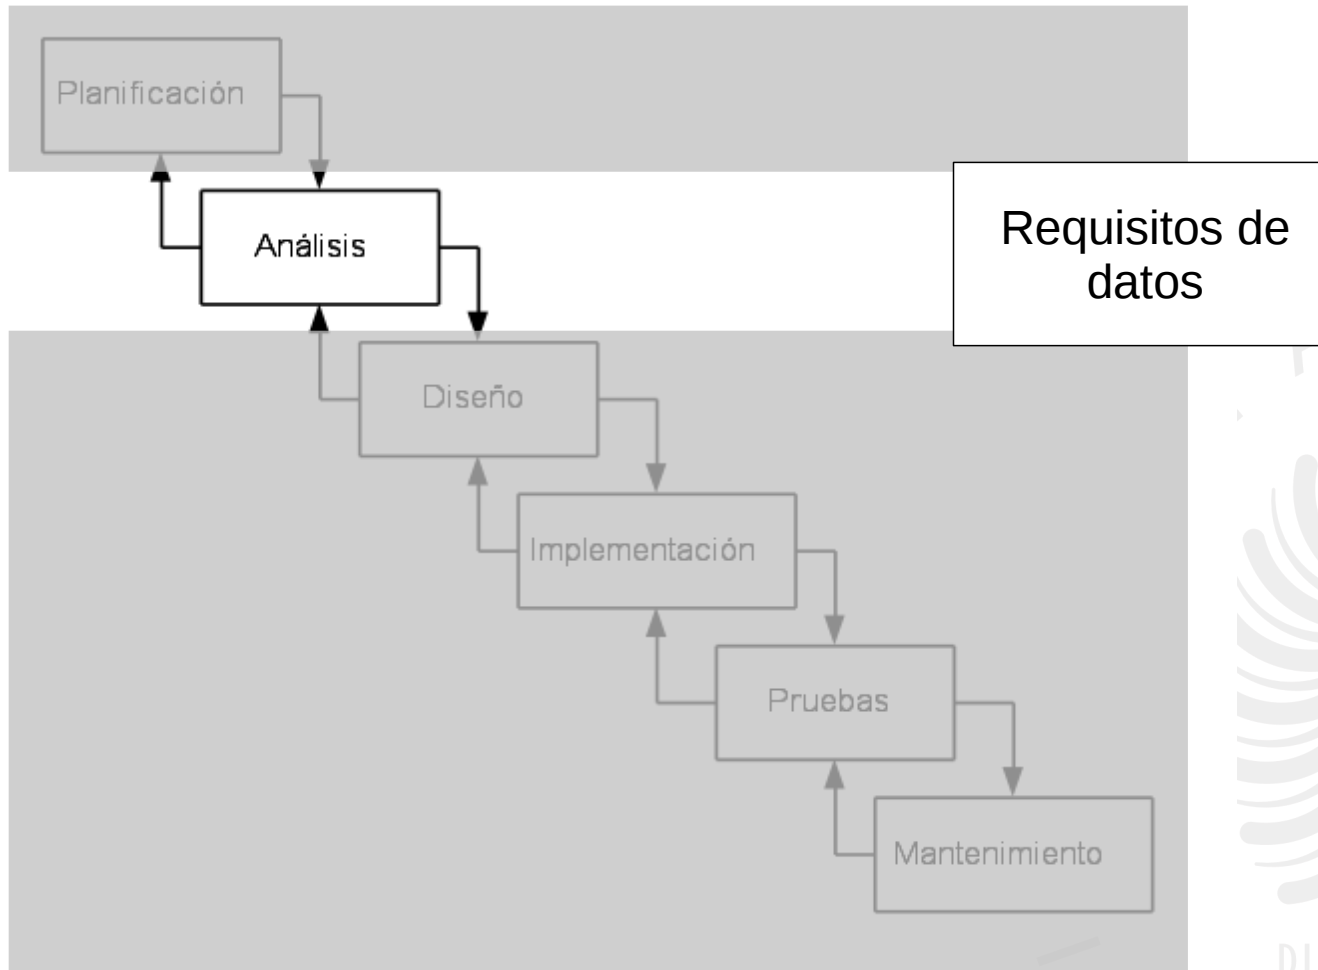 Planificación
Análisis
Requisitos de
datos
Diseño
Implementación
Pruebas
Mantenimiento